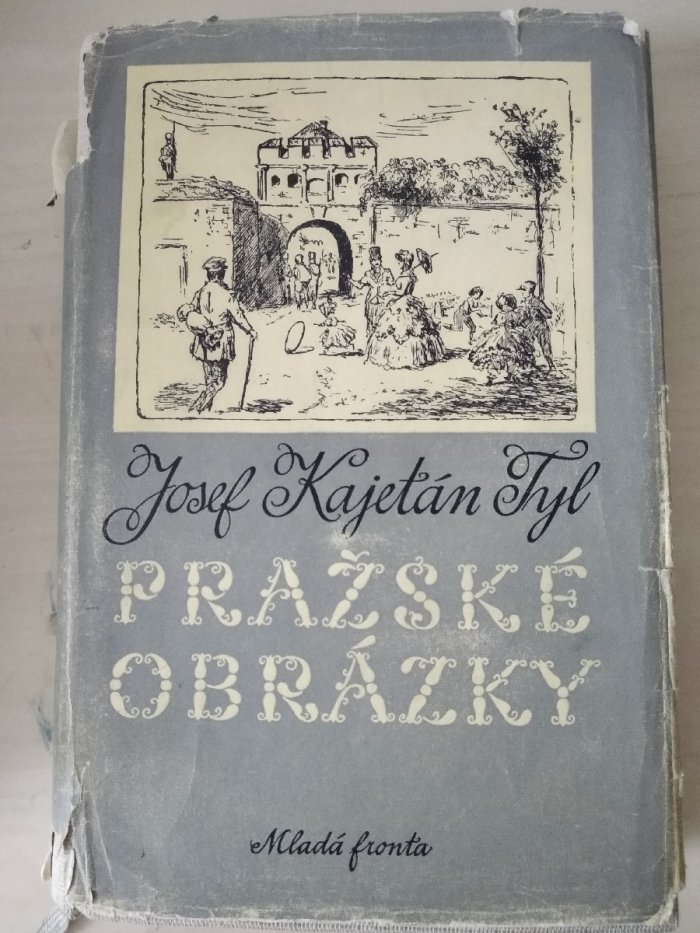 Josef Kajetán Tyl
PRAŽSKÉ
OBRÁZKY
Mladá fronta